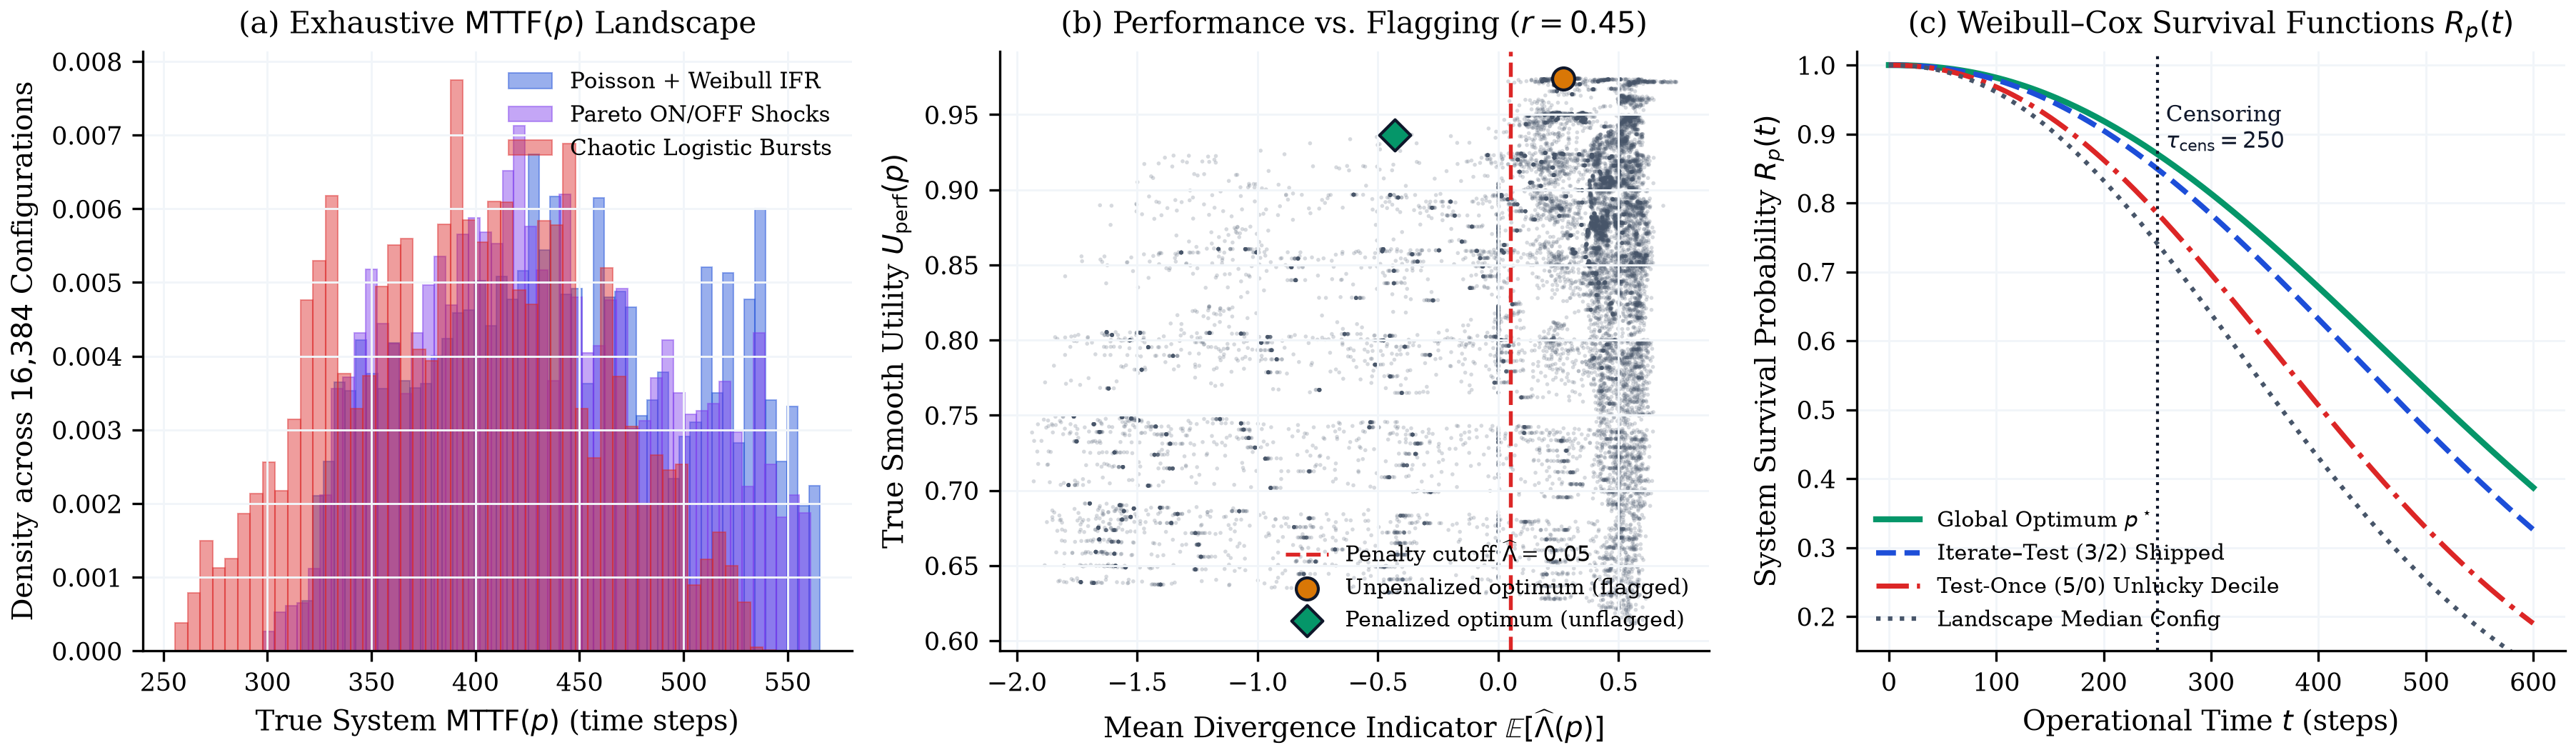 (a) Exhaustive MTTF(p) Landscape
Density across 16,384 Configurations
0.008
0.007
0.006
0.005
0.004
0.003
0.002
0.001
0.000
Poisson + Weibull IFR
Pareto ON/OFF Shocks
Chaotic Logistic Bursts
250 300 350 400 450 500 550
True System MTTF(p) (time steps)
(b) Performance vs. Flagging (r = 0.45)
True Smooth Utility U_perf(p)
0.95
0.90
0.85
0.80
0.75
0.70
0.65
0.60
Penalty cutoff Λ̂ = 0.05
Unpenalized optimum (flagged)
Penalized optimum (unflagged)
−2.0 −1.5 −1.0 −0.5 0.0 0.5
Mean Divergence Indicator 𝔼[Λ̂(p)]
(c) Weibull–Cox Survival Functions R_p(t)
System Survival Probability R_p(t)
1.0
0.9
0.8
0.7
0.6
0.5
0.4
0.3
0.2
Censoring
τ_cens = 250
Global Optimum p⋆
Iterate–Test (3/2) Shipped
Test-Once (5/0) Unlucky Decile
Landscape Median Config
0 100 200 300 400 500 600
Operational Time t (steps)